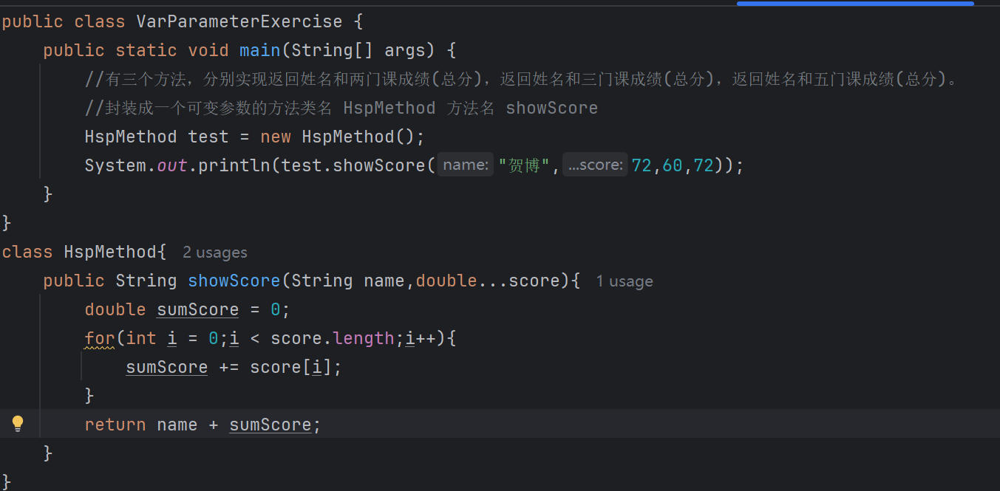 public class VarParameterExercise {
    public static void main(String[] args) {
        //有三个方法，分别实现返回姓名和两门课成绩(总分)，返回姓名和三门课成绩(总分)，返回姓名和五门课成绩(总分)。
        //封装成一个可变参数的方法类名 HspMethod 方法名 showScore
        HspMethod test = new HspMethod();
        System.out.println(test.showScore( name: "贺博", ...score: 72,60,72));
    }
}
class HspMethod{ 2 usages
    public String showScore(String name,double...score){ 1 usage
        double sumScore = 0;
        for(int i = 0;i < score.length;i++){
            sumScore += score[i];
        }
        return name + sumScore;
    }
}